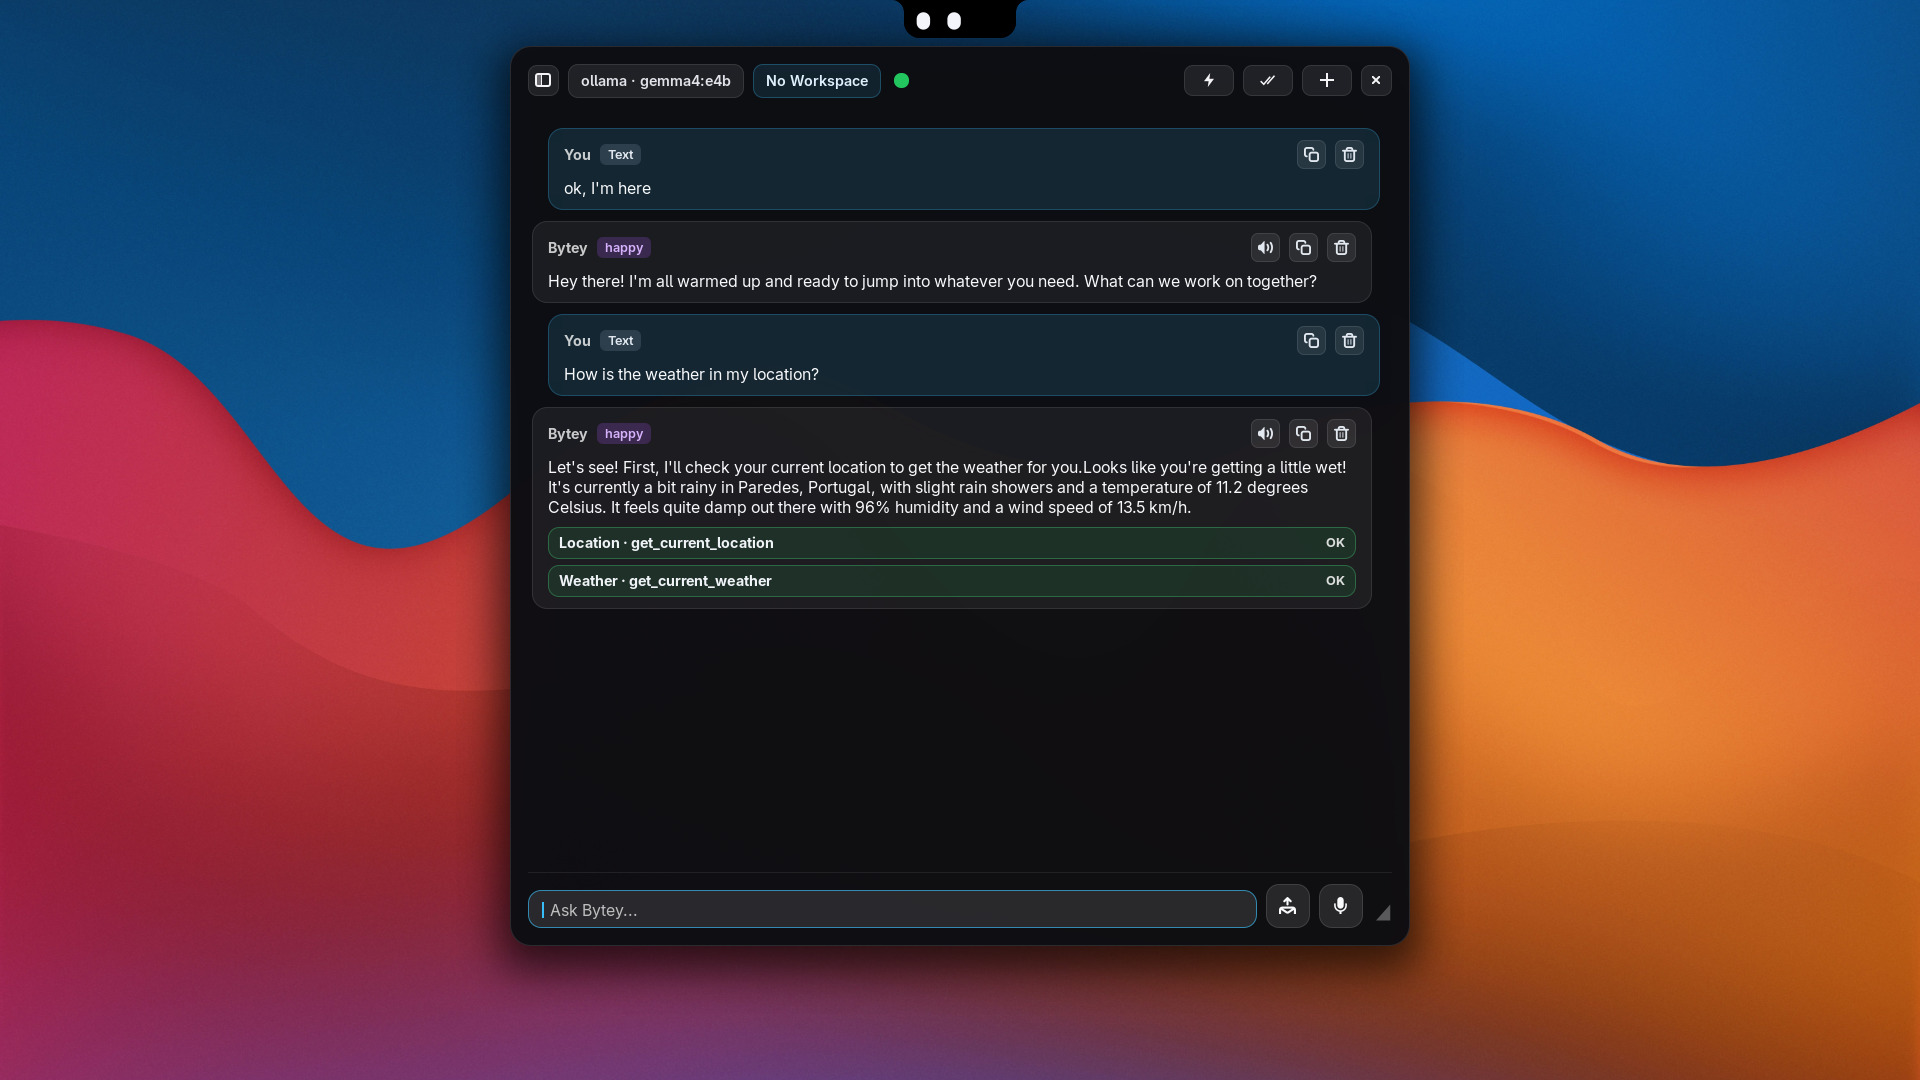 ollama · gemma4:e4b
No Workspace
You Text
ok, I'm here
Bytey happy
Hey there! I'm all warmed up and ready to jump into whatever you need. What can we work on together?
You Text
How is the weather in my location?
Bytey happy
Let's see! First, I'll check your current location to get the weather for you.Looks like you're getting a little wet!
It's currently a bit rainy in Paredes, Portugal, with slight rain showers and a temperature of 11.2 degrees
Celsius. It feels quite damp out there with 96% humidity and a wind speed of 13.5 km/h.
Location · get_current_location OK
Weather · get_current_weather OK
Ask Bytey...